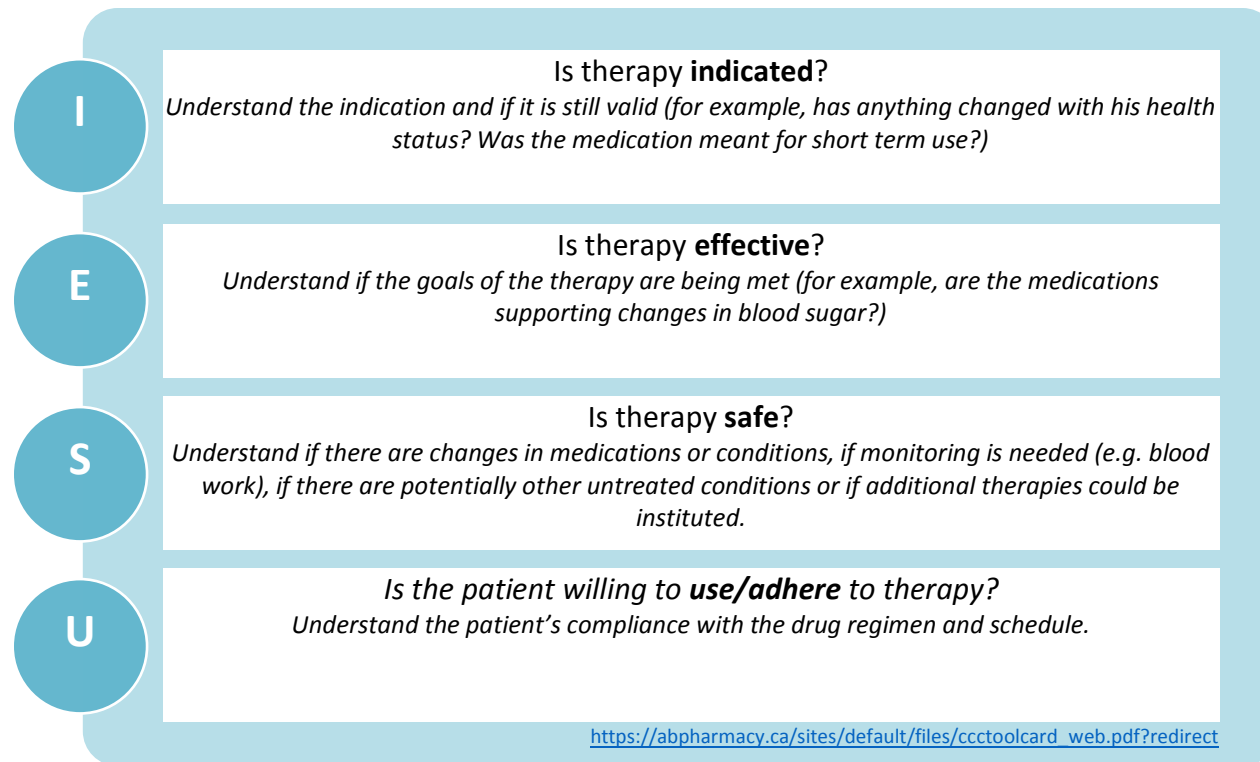 I
Is therapy indicated?
Understand the indication and if it is still valid (for example, has anything changed with his health
status? Was the medication meant for short term use?)
E
Is therapy effective?
Understand if the goals of the therapy are being met (for example, are the medications
supporting changes in blood sugar?)
S
Is therapy safe?
Understand if there are changes in medications or conditions, if monitoring is needed (e.g. blood
work), if there are potentially other untreated conditions or if additional therapies could be
instituted.
U
Is the patient willing to use/adhere to therapy?
Understand the patient’s compliance with the drug regimen and schedule.
https://abpharmacy.ca/sites/default/files/ccctoolcard_web.pdf?redirect